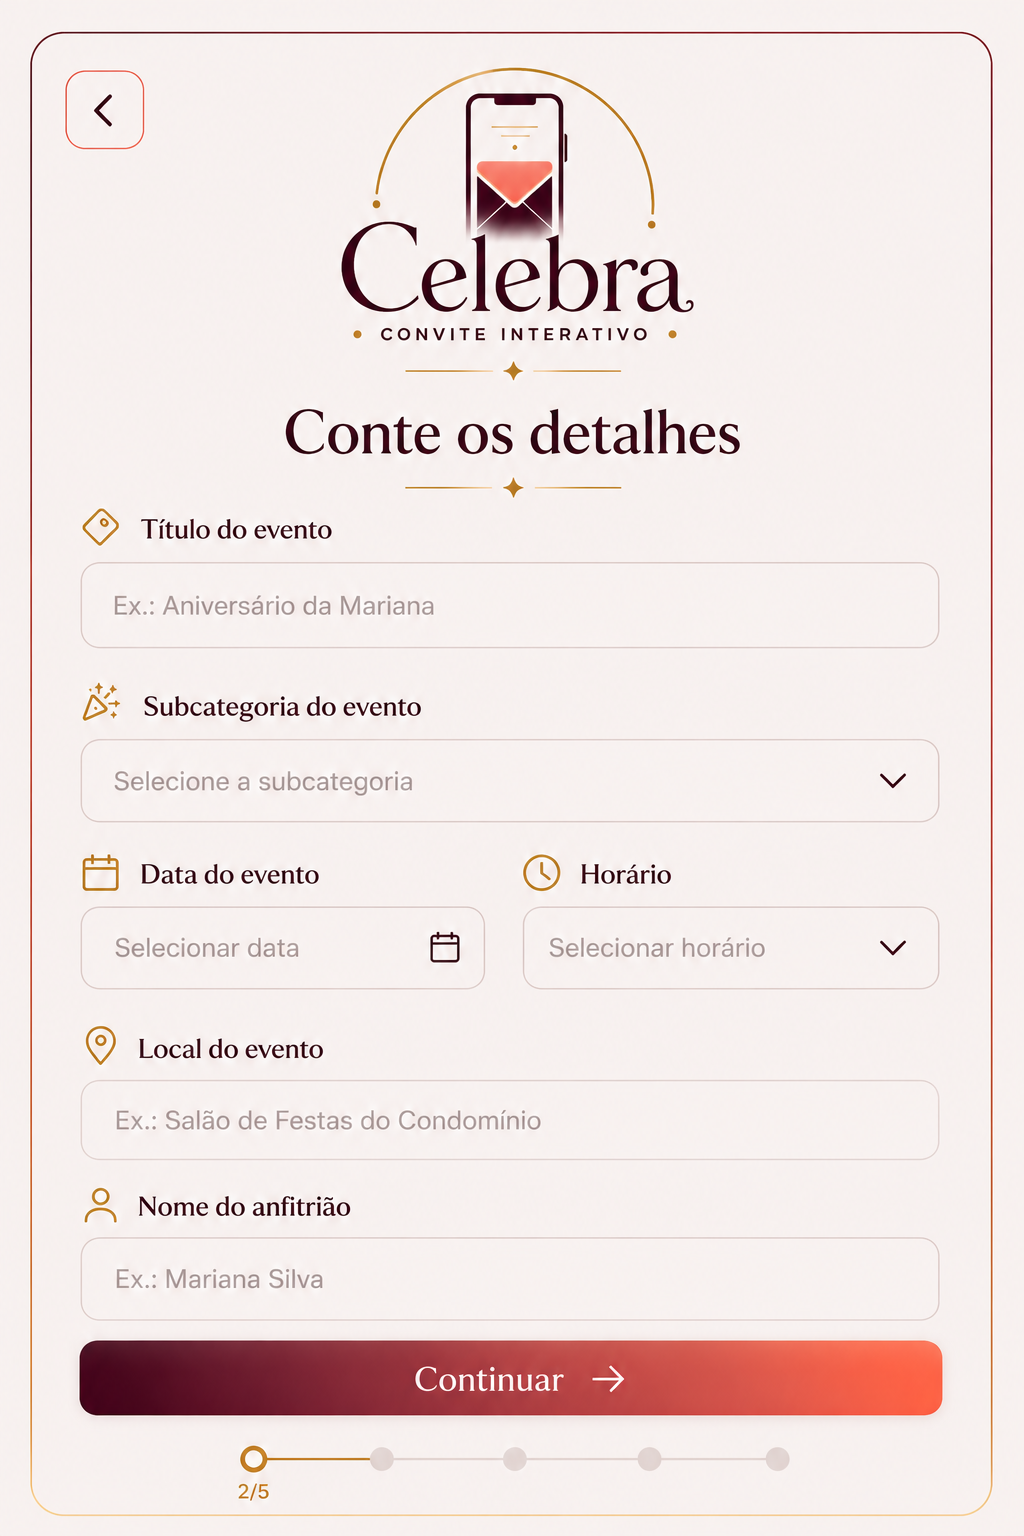 Celebra
CONVITE INTERATIVO
Conte os detalhes
Título do evento
Ex.: Aniversário da Mariana
Subcategoria do evento
Selecione a subcategoria
Data do evento
Horário
Selecionar data
Selecionar horário
Local do evento
Ex.: Salão de Festas do Condomínio
Nome do anfitrião
Ex.: Mariana Silva
Continuar →
2/5